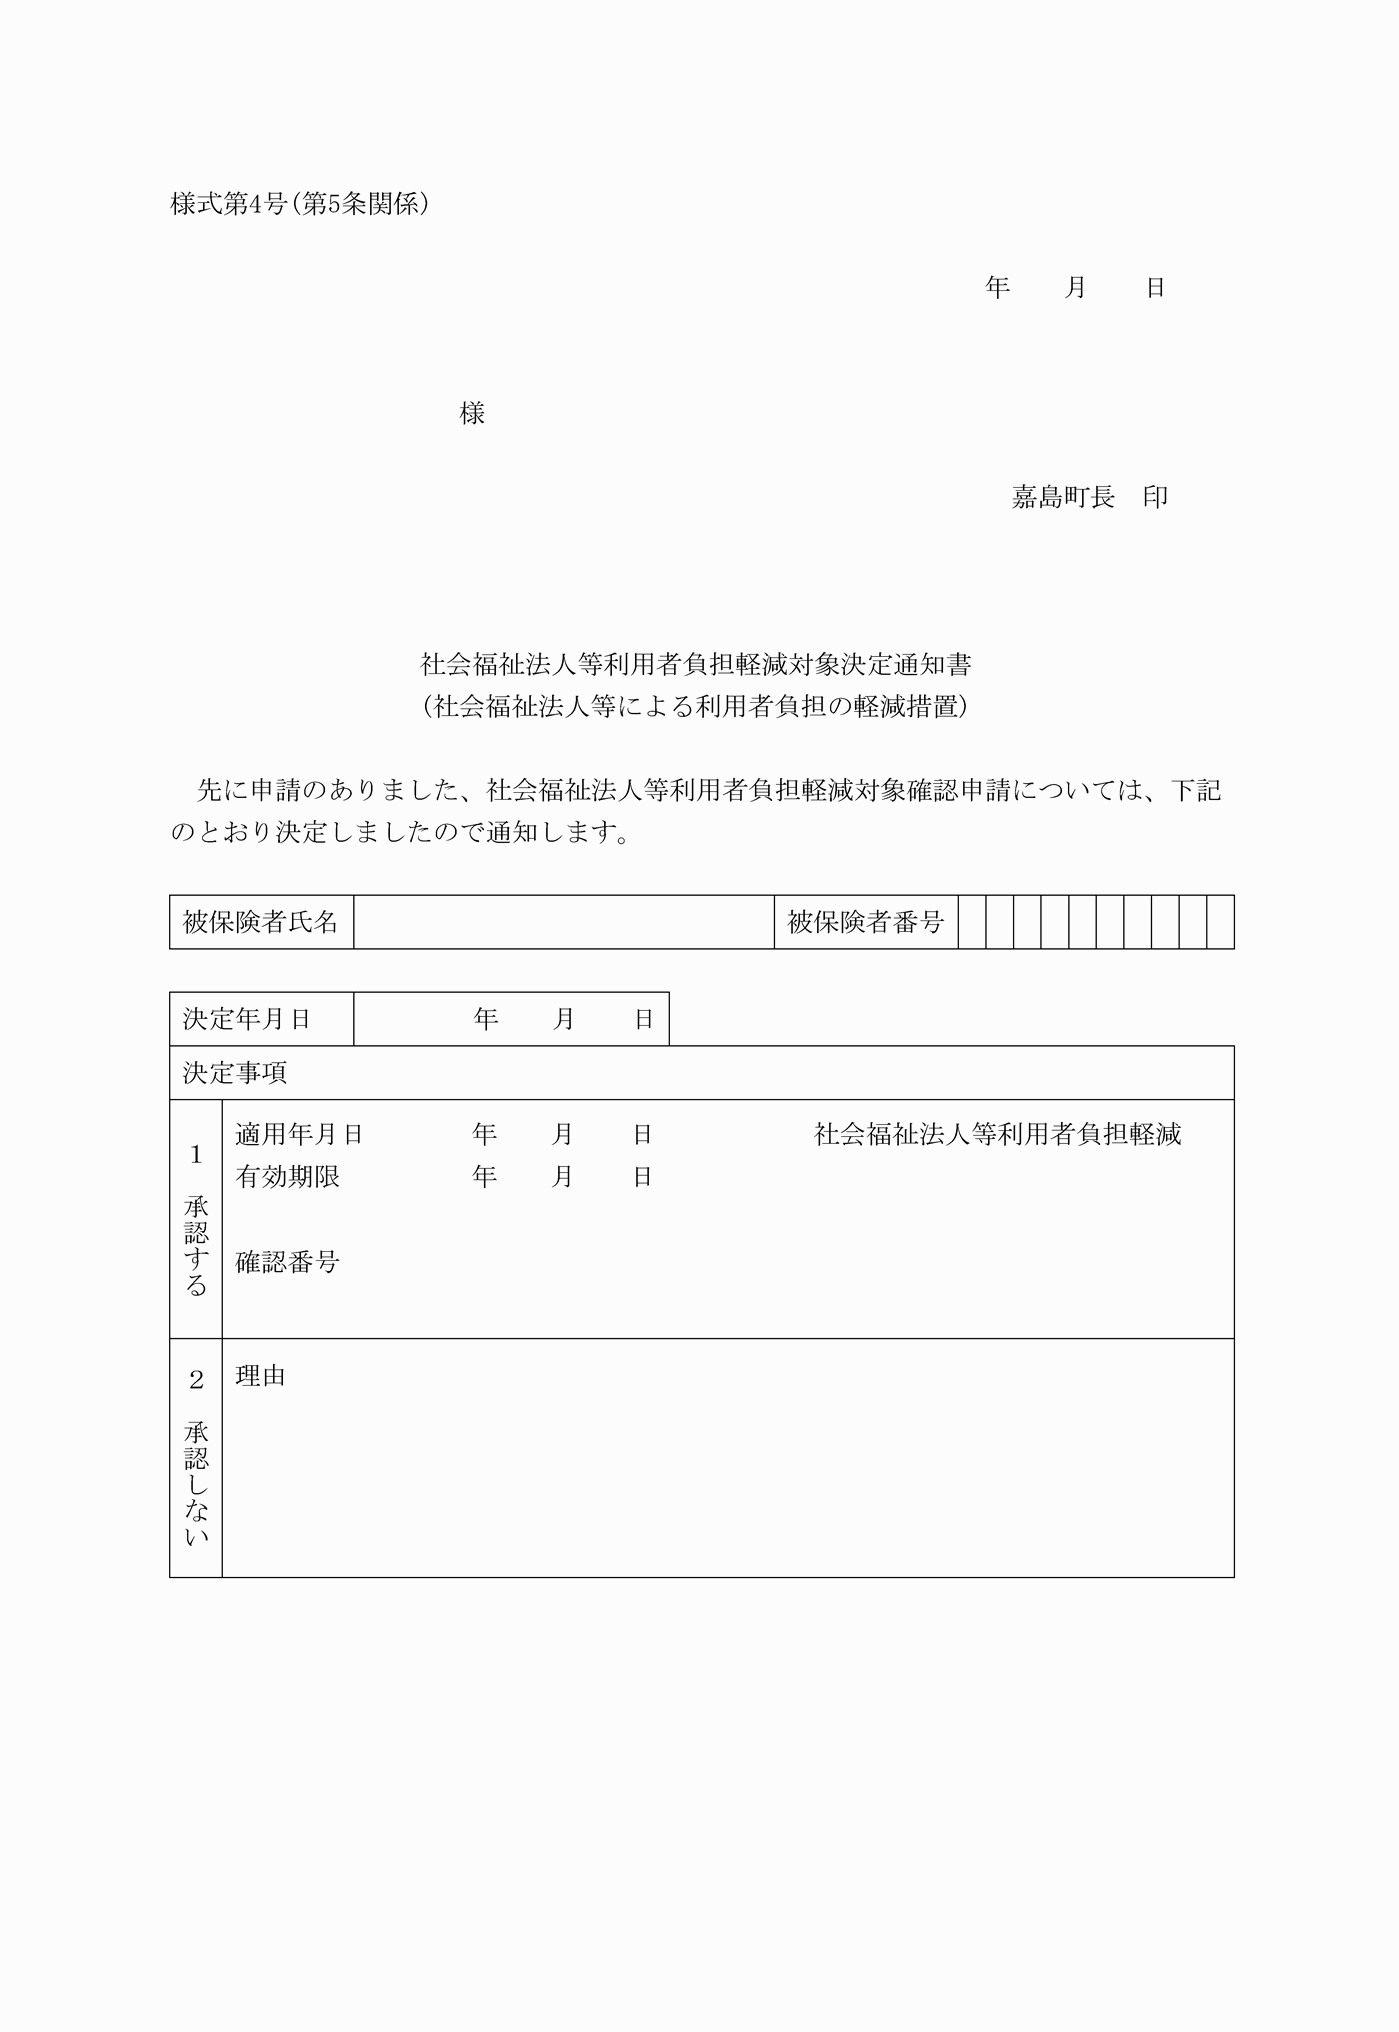 様式第4号(第5条関係)
年　　月　　日
様
嘉島町長　印
社会福祉法人等利用者負担軽減対象決定通知書
(社会福祉法人等による利用者負担の軽減措置)
　先に申請のありました、社会福祉法人等利用者負担軽減対象確認申請については、下記
のとおり決定しましたので通知します。
被保険者氏名　被保険者番号
決定年月日　年　　月　　日
決定事項
1　承認する
適用年月日　年　　月　　日　社会福祉法人等利用者負担軽減
有効期限　年　　月　　日
確認番号
2　承認しない
理由